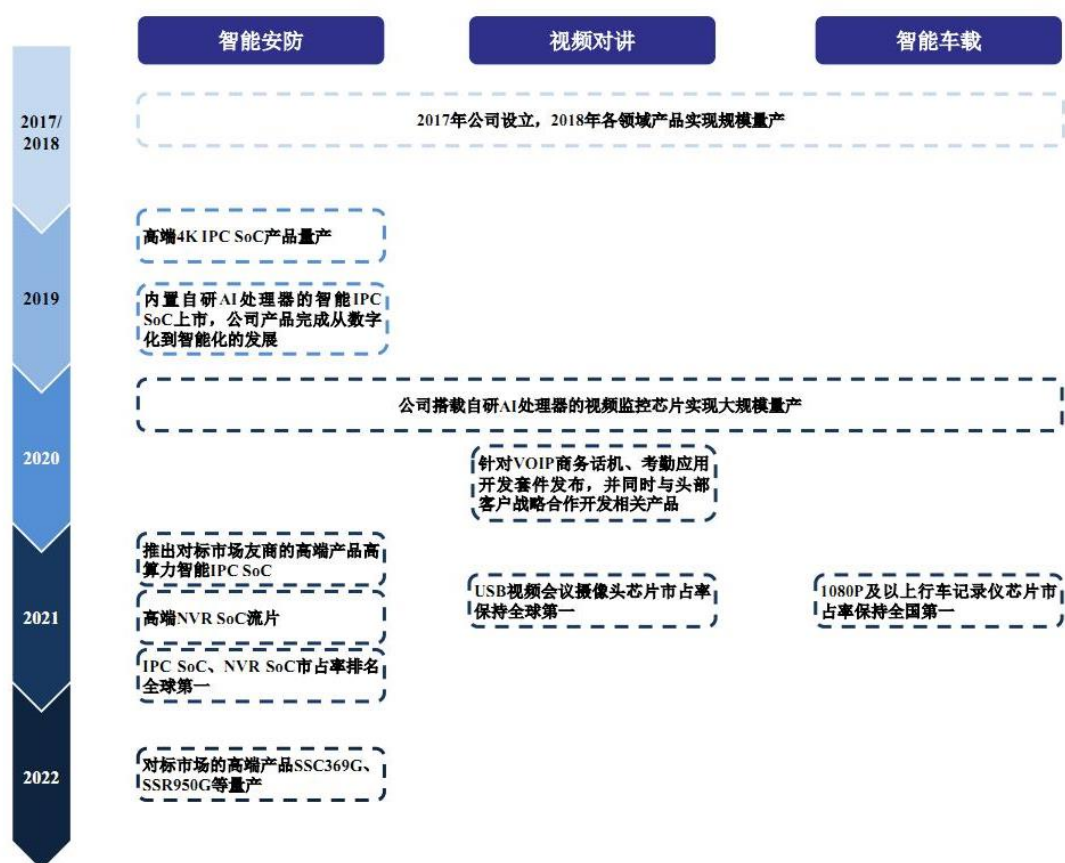 智能安防
视频对讲
智能车载
2017/
2018
2017年公司设立，2018年各领域产品实现规模量产
2019
高端4K IPC SoC产品量产
内置自研AI处理器的智能IPC
SoC上市，公司产品完成从数字
化到智能化的发展
2020
公司搭载自研AI处理器的视频监控芯片实现大规模量产
针对VOIP商务话机、考勤应用
开发套件发布，并同时与头部
客户战略合作开发相关产品
2021
推出对标市场友商的高端产品高
算力智能IPC SoC
高端NVR SoC流片
IPC SoC、NVR SoC市占率排名
全球第一
USB视频会议摄像头芯片市占率
保持全球第一
1080P及以上行车记录仪芯片市
占率保持全国第一
2022
对标市场的高端产品SSC369G、
SSR950G等量产